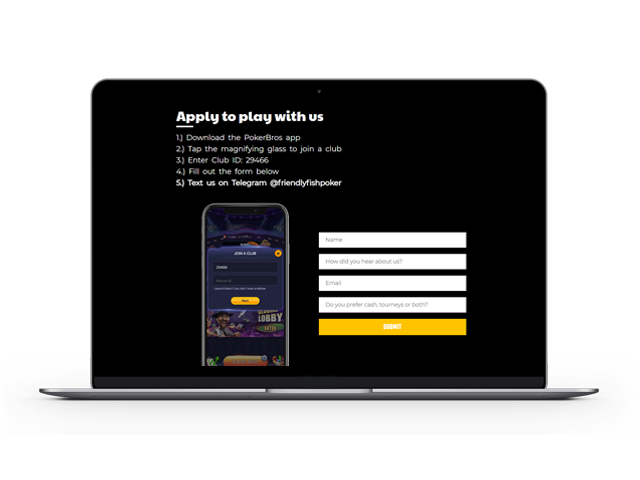 Apply to play with us
1.) Download the PokerBros app
2.) Tap the magnifying glass to join a club
3.) Enter Club ID: 29466
4.) Fill out the form below
5.) Text us on Telegram @friendlyfishpoker
JOIN A CLUB
29466
Next
LOBBY
Name
How did you hear about us?
Email
Do you prefer cash, tourneys or both?
SUBMIT